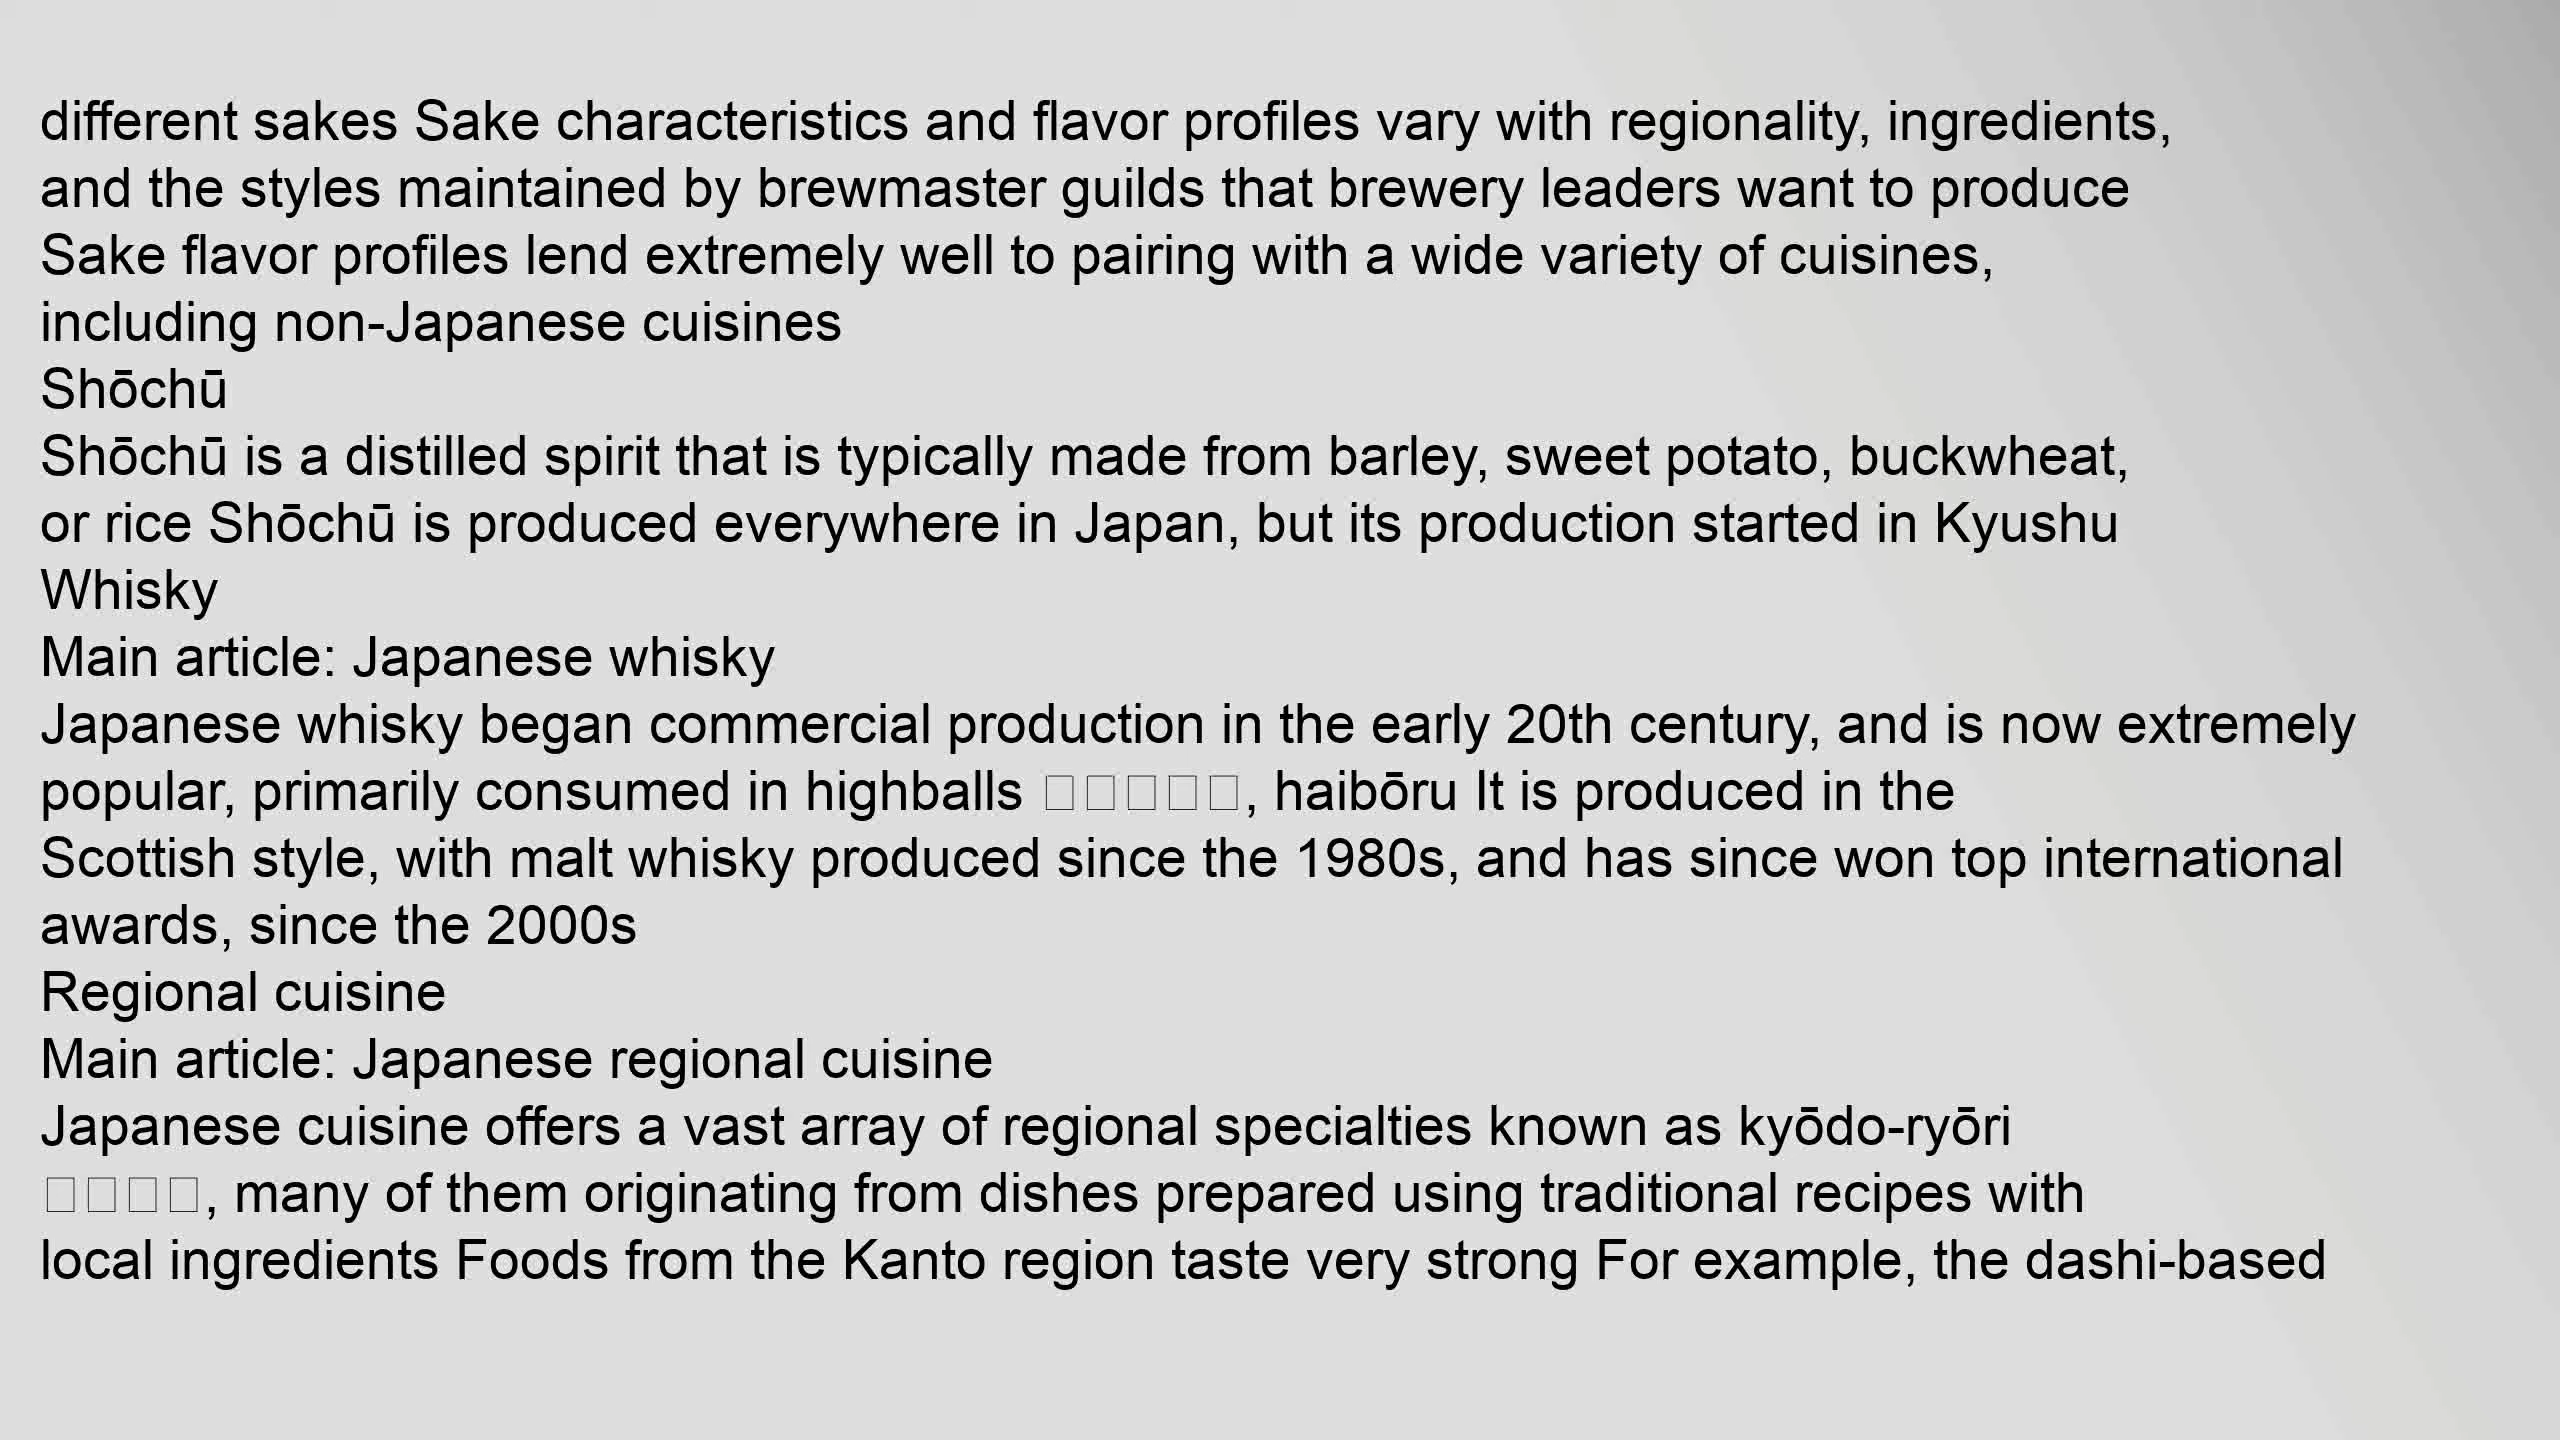 different sakes Sake characteristics and flavor profiles vary with regionality, ingredients,
and the styles maintained by brewmaster guilds that brewery leaders want to produce
Sake flavor profiles lend extremely well to pairing with a wide variety of cuisines,
including non-Japanese cuisines
Shōchū
Shōchū is a distilled spirit that is typically made from barley, sweet potato, buckwheat,
or rice Shōchū is produced everywhere in Japan, but its production started in Kyushu
Whisky
Main article: Japanese whisky
Japanese whisky began commercial production in the early 20th century, and is now extremely
popular, primarily consumed in highballs □□□□□, haibōru It is produced in the
Scottish style, with malt whisky produced since the 1980s, and has since won top international
awards, since the 2000s
Regional cuisine
Main article: Japanese regional cuisine
Japanese cuisine offers a vast array of regional specialties known as kyōdo-ryōri
□□□□, many of them originating from dishes prepared using traditional recipes with
local ingredients Foods from the Kanto region taste very strong For example, the dashi-based